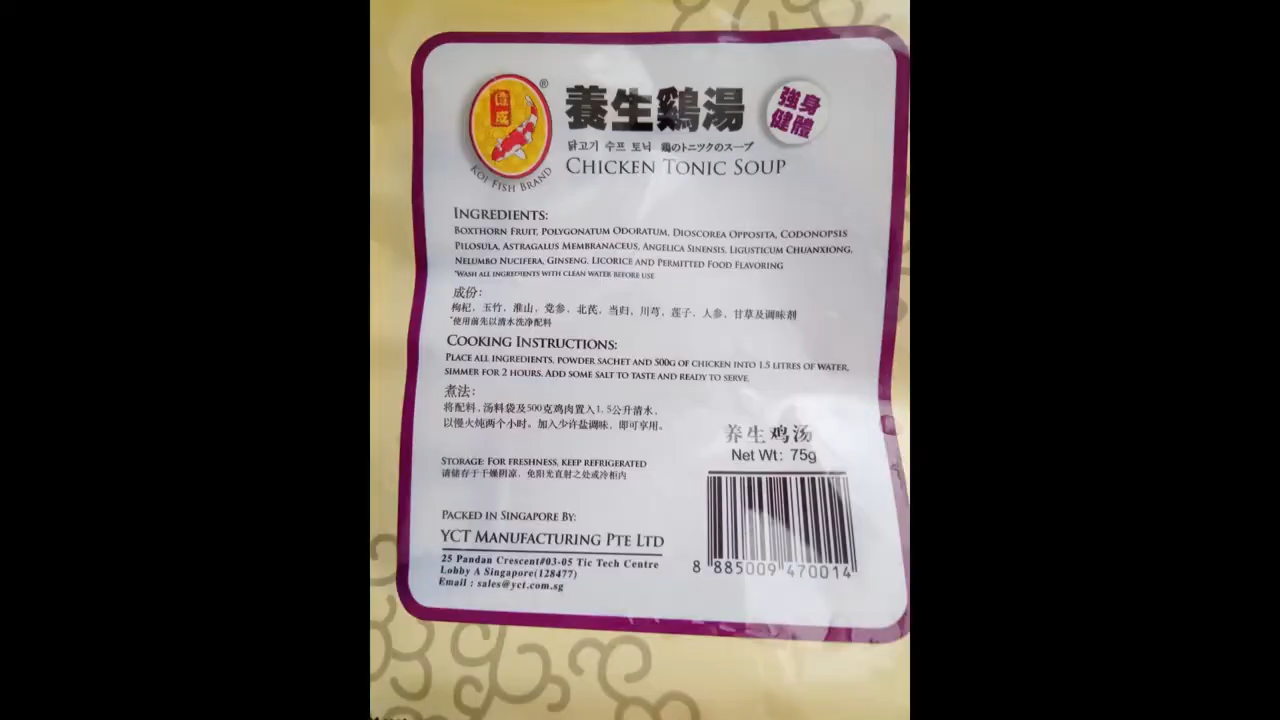 億成
®
KOI FISH BRAND
養生鷄湯
強身
健體
닭고기 수프 토닉 鶏のトニックのスープ
CHICKEN TONIC SOUP
INGREDIENTS:
BOXTHORN FRUIT, POLYGONATUM ODORATUM, DIOSCOREA OPPOSITA, CODONOPSIS
PILOSULA, ASTRAGALUS MEMBRANACEUS, ANGELICA SINENSIS, LIGUSTICUM CHUANXIONG,
NELUMBO NUCIFERA, GINSENG, LICORICE AND PERMITTED FOOD FLAVORING
*WASH ALL INGREDIENTS WITH CLEAN WATER BEFORE USE
成份:
枸杞、玉竹、淮山、党参、北芪、当归、川芎、莲子、人参、甘草及调味剂
*使用前先以清水洗净配料
COOKING INSTRUCTIONS:
PLACE ALL INGREDIENTS, POWDER SACHET AND 500G OF CHICKEN INTO 1.5 LITRES OF WATER,
SIMMER FOR 2 HOURS. ADD SOME SALT TO TASTE AND READY TO SERVE.
煮法:
将配料,汤料袋及500克鸡肉置入1.5公升清水,
以慢火炖两个小时。加入少许盐调味,即可享用。
养生鸡汤
Net Wt: 75g
STORAGE: FOR FRESHNESS, KEEP REFRIGERATED
请储存于干燥阴凉、免阳光直射之处或冷柜内
PACKED IN SINGAPORE BY:
YCT MANUFACTURING PTE LTD
25 Pandan Crescent#03-05 Tic Tech Centre
Lobby A Singapore(128477)
Email : sales@yct.com.sg
8 885009 470014